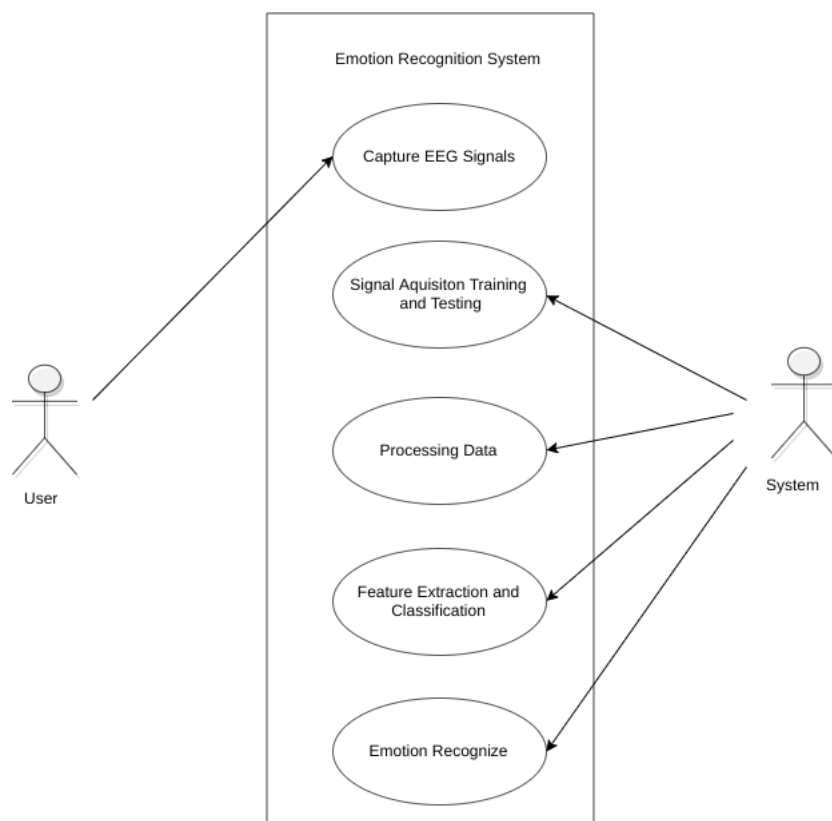 Emotion Recognition System
Capture EEG Signals
Signal Aquisiton Training
and Testing
Processing Data
User
System
Feature Extraction and
Classification
Emotion Recognize